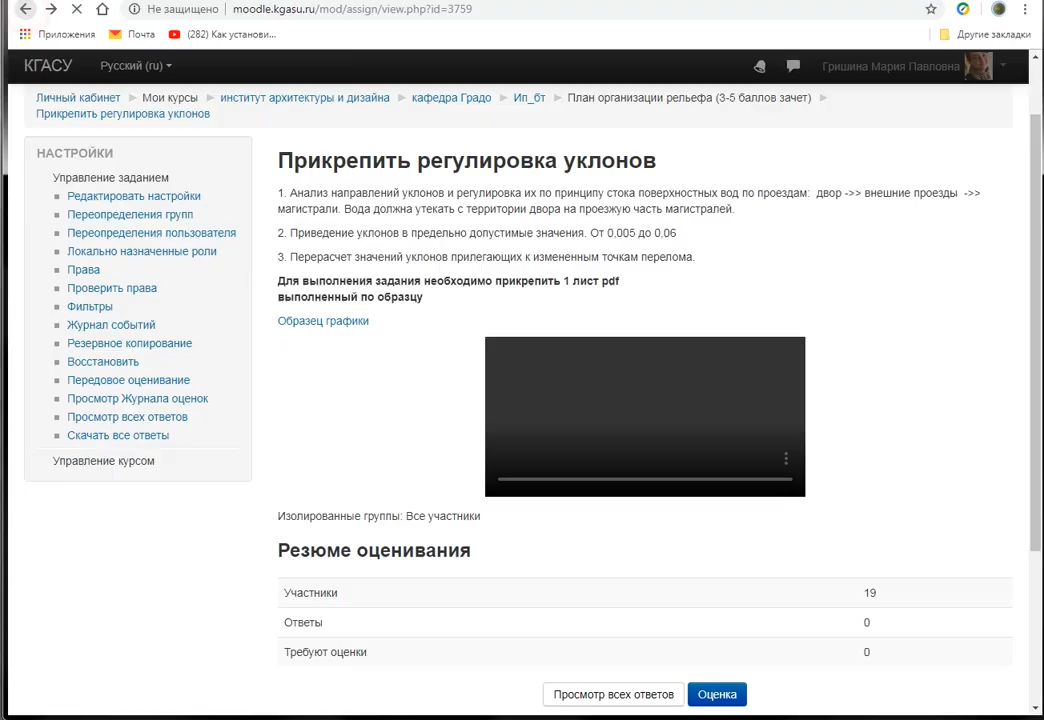 Не защищено moodle.kgasu.ru/mod/assign/view.php?id=3759
Приложения Почта (282) Как установи... Другие закладки
КГАСУ Русский (ru) Гришина Мария Павловна
Личный кабинет Мои курсы институт архитектуры и дизайна кафедра Градо Ип_бт План организации рельефа (3-5 баллов зачет)
Прикрепить регулировка уклонов
НАСТРОЙКИ
Управление заданием
Редактировать настройки
Переопределения групп
Переопределения пользователя
Локально назначенные роли
Права
Проверить права
Фильтры
Журнал событий
Резервное копирование
Восстановить
Передовое оценивание
Просмотр Журнала оценок
Просмотр всех ответов
Скачать все ответы
Управление курсом
Прикрепить регулировка уклонов
1. Анализ направлений уклонов и регулировка их по принципу стока поверхностных вод по проездам: двор ->> внешние проезды ->>
магистрали. Вода должна утекать с территории двора на проезжую часть магистралей.
2. Приведение уклонов в предельно допустимые значения. От 0,005 до 0,06
3. Перерасчет значений уклонов прилегающих к измененным точкам перелома.
Для выполнения задания необходимо прикрепить 1 лист pdf
выполненный по образцу
Образец графики
Изолированные группы: Все участники
Резюме оценивания
Участники 19
Ответы 0
Требуют оценки 0
Просмотр всех ответов Оценка